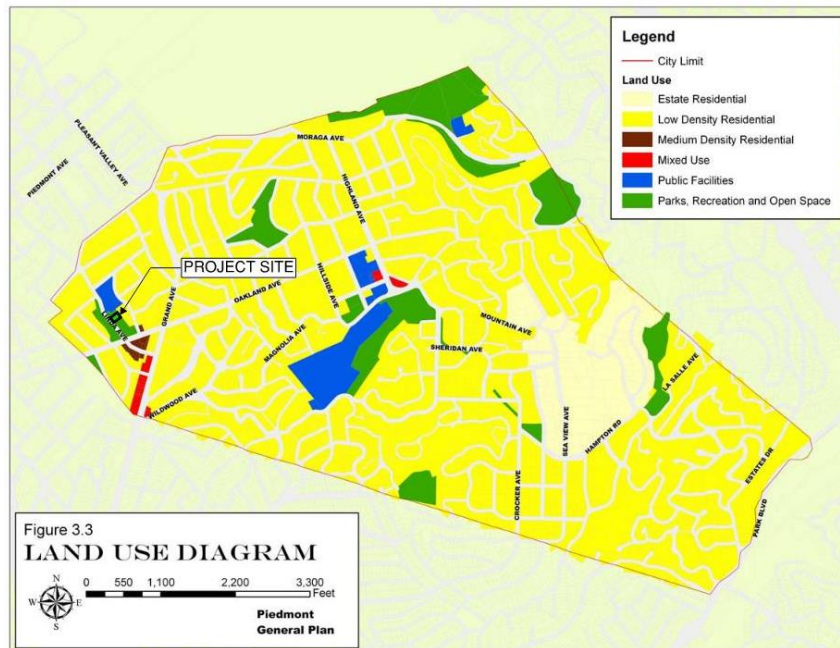 Legend
City Limit
Land Use
Estate Residential
Low Density Residential
Medium Density Residential
Mixed Use
Public Facilities
Parks, Recreation and Open Space
PLEASANT VALLEY AVE
PIEDMONT AVE
MORAGA AVE
HIGHLAND AVE
PROJECT SITE
HILLSIDE AVE
OAKLAND AVE
GRAND AVE
LINDA AVE
MAGNOLIA AVE
MOUNTAIN AVE
SHERIDAN AVE
WILDWOOD AVE
LA SALLE AVE
SEA VIEW AVE
HAMPTON RD
CROCKER AVE
ESTATES DR
PARK BLVD
Figure 3.3
LAND USE DIAGRAM
N
W E
S
0 550 1,100 2,200 3,300
Feet
Piedmont
General Plan